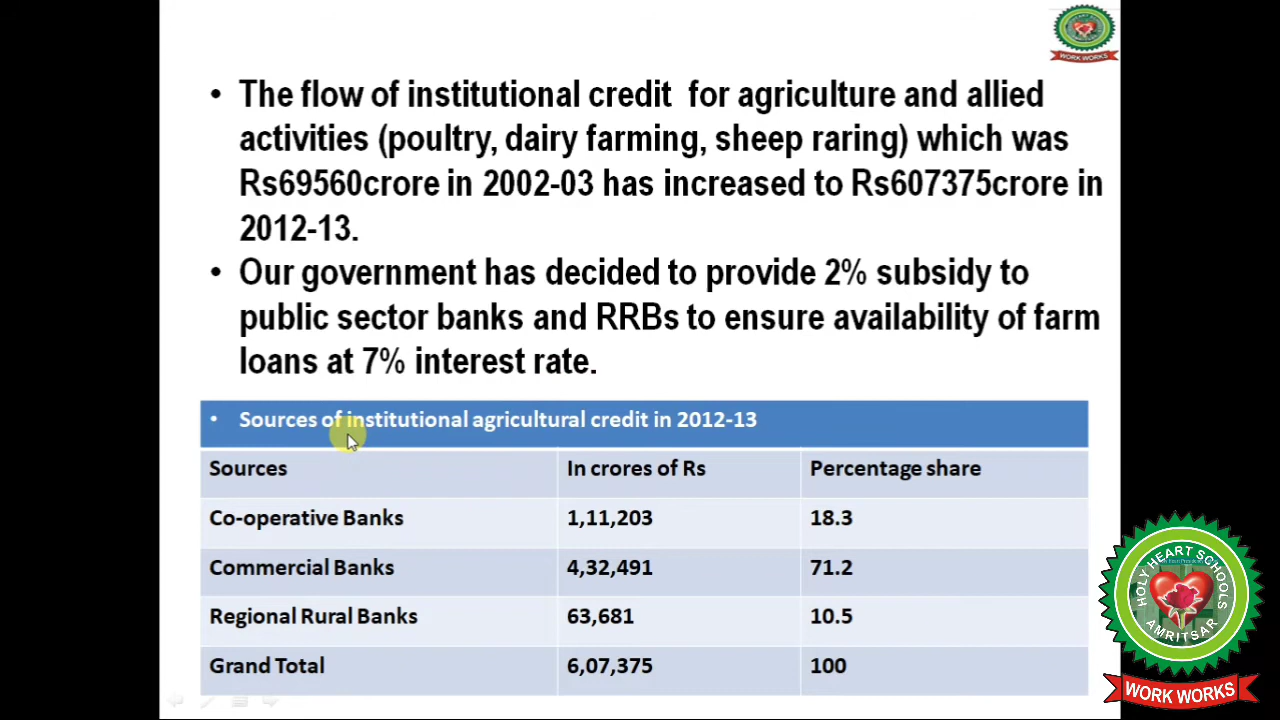 WORK WORKS
• The flow of institutional credit for agriculture and allied
activities (poultry, dairy farming, sheep raring) which was
Rs69560crore in 2002-03 has increased to Rs607375crore in
2012-13.
• Our government has decided to provide 2% subsidy to
public sector banks and RRBs to ensure availability of farm
loans at 7% interest rate.
• Sources of institutional agricultural credit in 2012-13
Sources In crores of Rs Percentage share
Co-operative Banks 1,11,203 18.3
Commercial Banks 4,32,491 71.2
Regional Rural Banks 63,681 10.5
Grand Total 6,07,375 100
HOLY HEART SCHOOLS
AMRITSAR
WORK WORKS